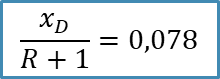 x_D / (R + 1) = 0,078